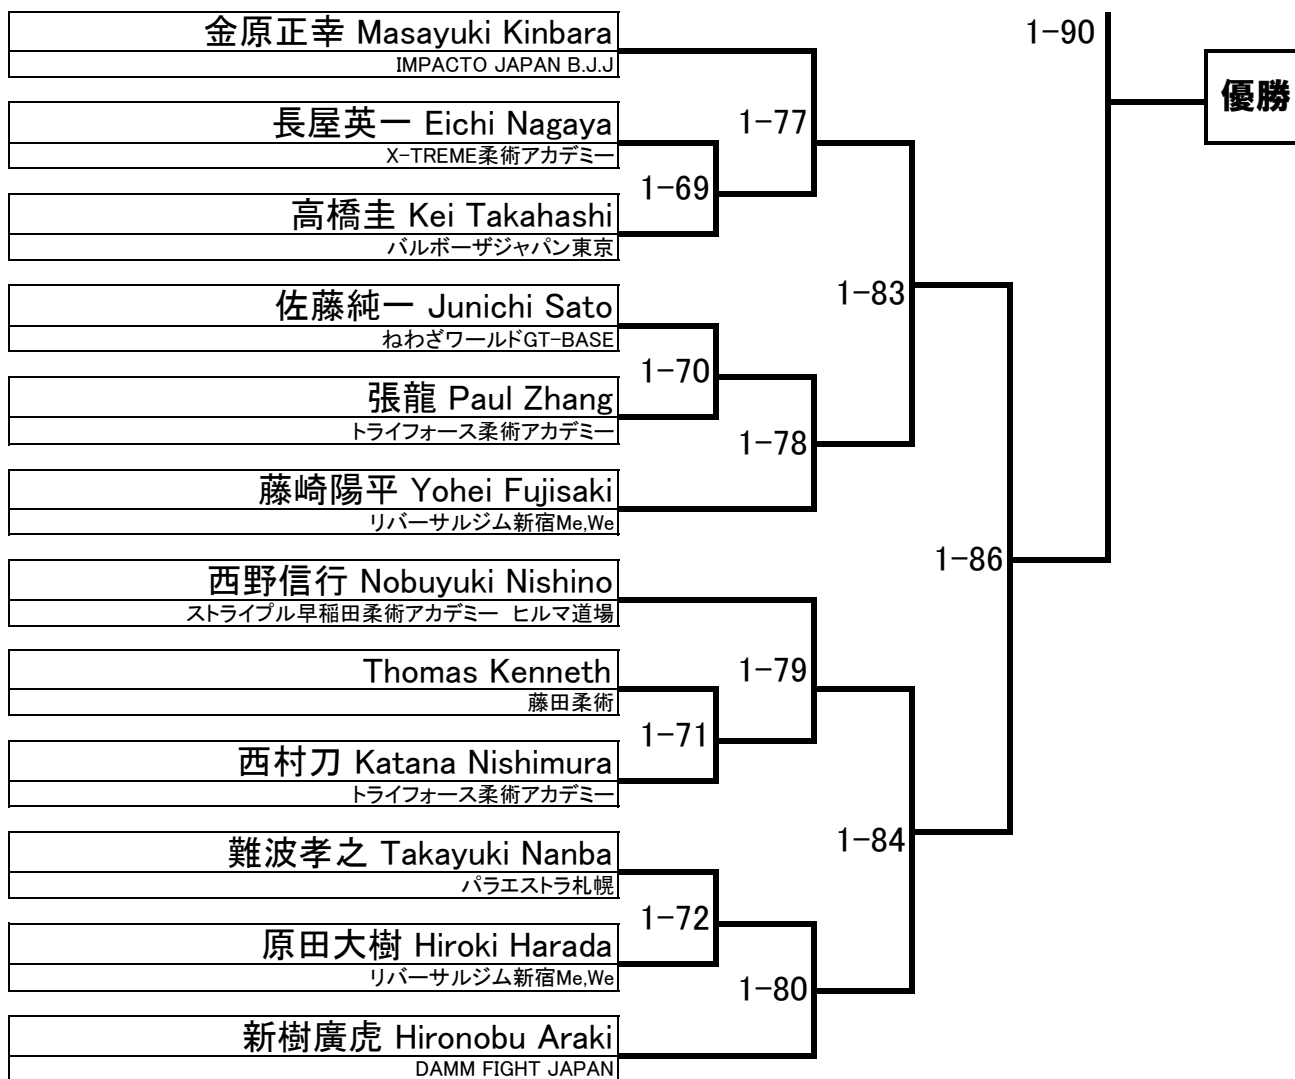 金原正幸 Masayuki Kinbara
IMPACTO JAPAN B.J.J
長屋英一 Eichi Nagaya
X-TREME柔術アカデミー
高橋圭 Kei Takahashi
バルボーザジャパン東京
佐藤純一 Junichi Sato
ねわざワールドGT-BASE
張龍 Paul Zhang
トライフォース柔術アカデミー
藤崎陽平 Yohei Fujisaki
リバーサルジム新宿Me,We
西野信行 Nobuyuki Nishino
ストライプル早稲田柔術アカデミー ヒルマ道場
Thomas Kenneth
藤田柔術
西村刀 Katana Nishimura
トライフォース柔術アカデミー
難波孝之 Takayuki Nanba
パラエストラ札幌
原田大樹 Hiroki Harada
リバーサルジム新宿Me,We
新樹廣虎 Hironobu Araki
DAMM FIGHT JAPAN
1-69
1-70
1-71
1-72
1-77
1-78
1-79
1-80
1-83
1-84
1-86
1-90
優勝